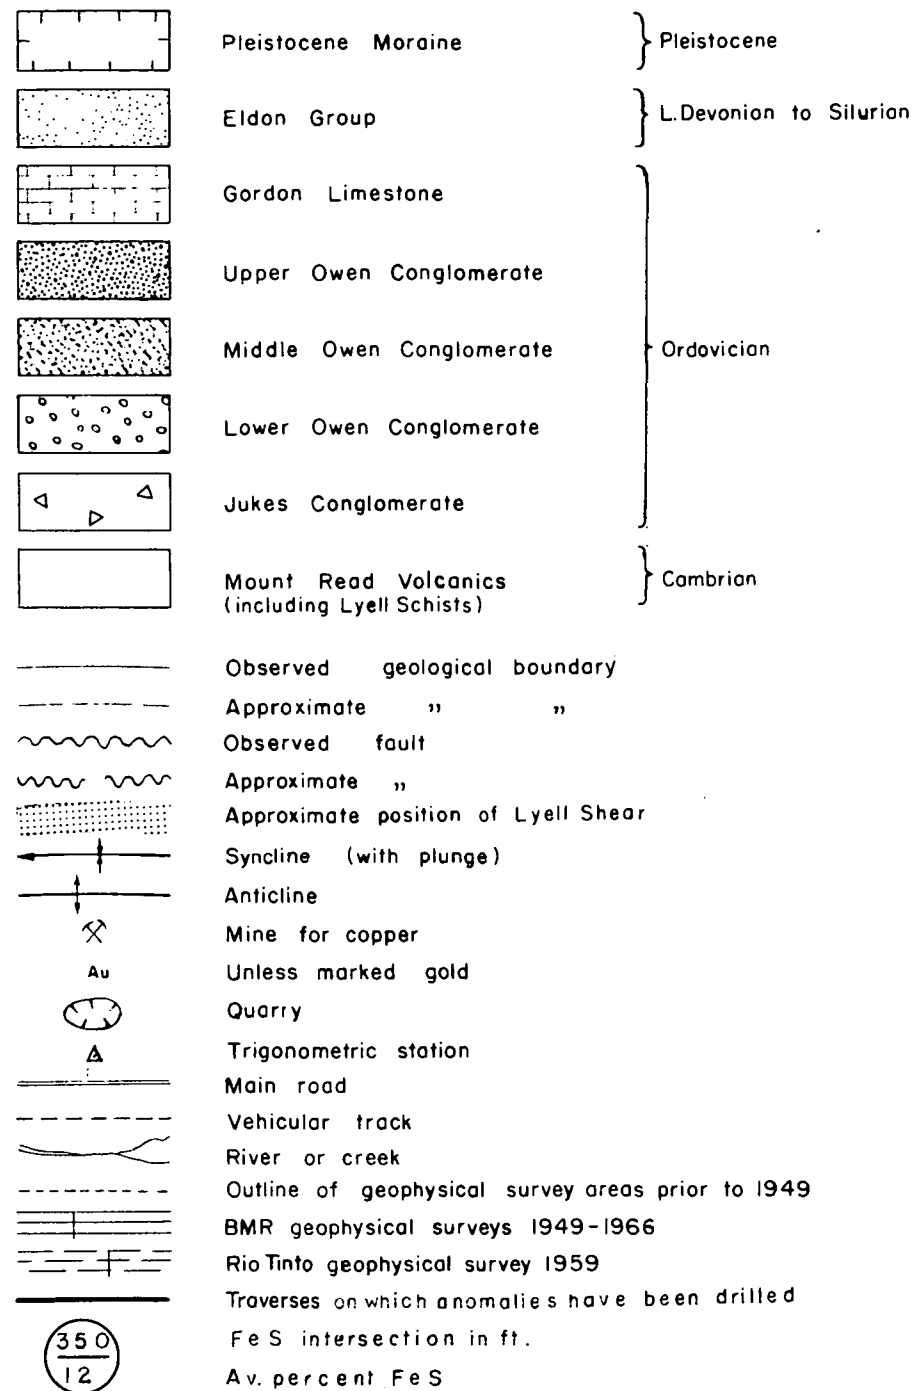 Pleistocene Moraine } Pleistocene
Eldon Group } L.Devonian to Silurian
Gordon Limestone
Upper Owen Conglomerate
Middle Owen Conglomerate } Ordovician
Lower Owen Conglomerate
Jukes Conglomerate
Mount Read Volcanics } Cambrian
(including Lyell Schists)
Observed geological boundary
Approximate " "
Observed fault
Approximate "
Approximate position of Lyell Shear
Syncline (with plunge)
Anticline
Mine for copper
Au Unless marked gold
Quarry
Trigonometric station
Main road
Vehicular track
River or creek
Outline of geophysical survey areas prior to 1949
BMR geophysical surveys 1949-1966
Rio Tinto geophysical survey 1959
Traverses on which anomalies have been drilled
350 FeS intersection in ft.
12 Av. percent FeS